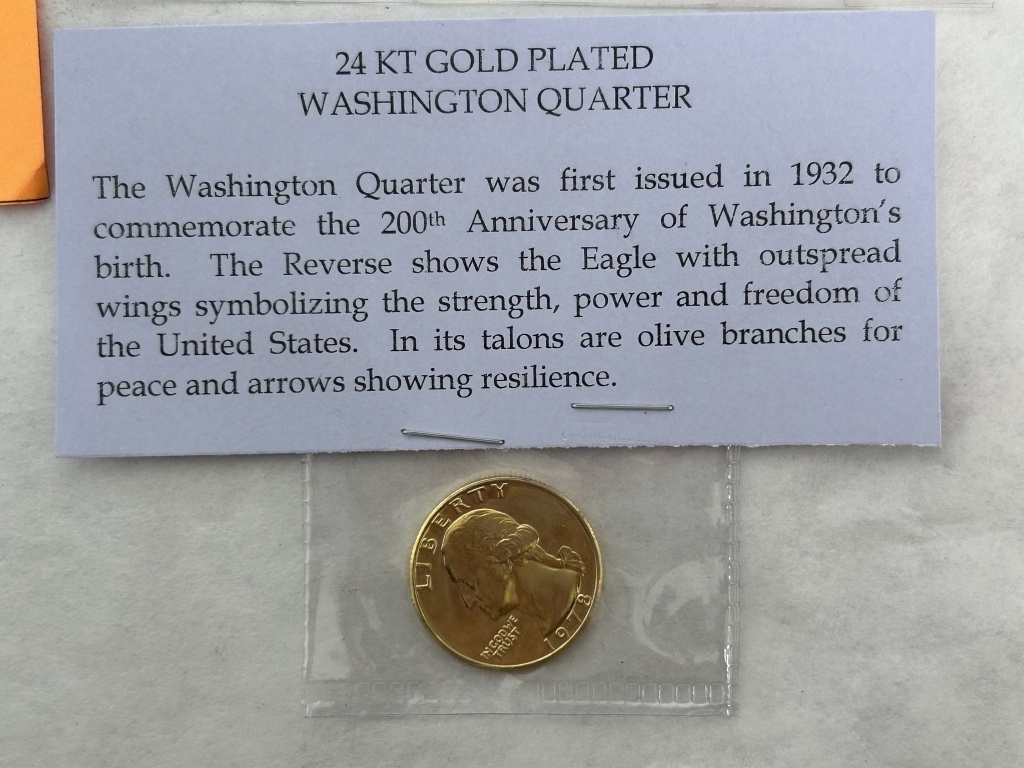 24 KT GOLD PLATED
WASHINGTON QUARTER
The Washington Quarter was first issued in 1932 to
commemorate the 200th Anniversary of Washington's
birth. The Reverse shows the Eagle with outspread
wings symbolizing the strength, power and freedom of
the United States. In its talons are olive branches for
peace and arrows showing resilience.
LIBERTY
IN GOD WE
TRUST
1978